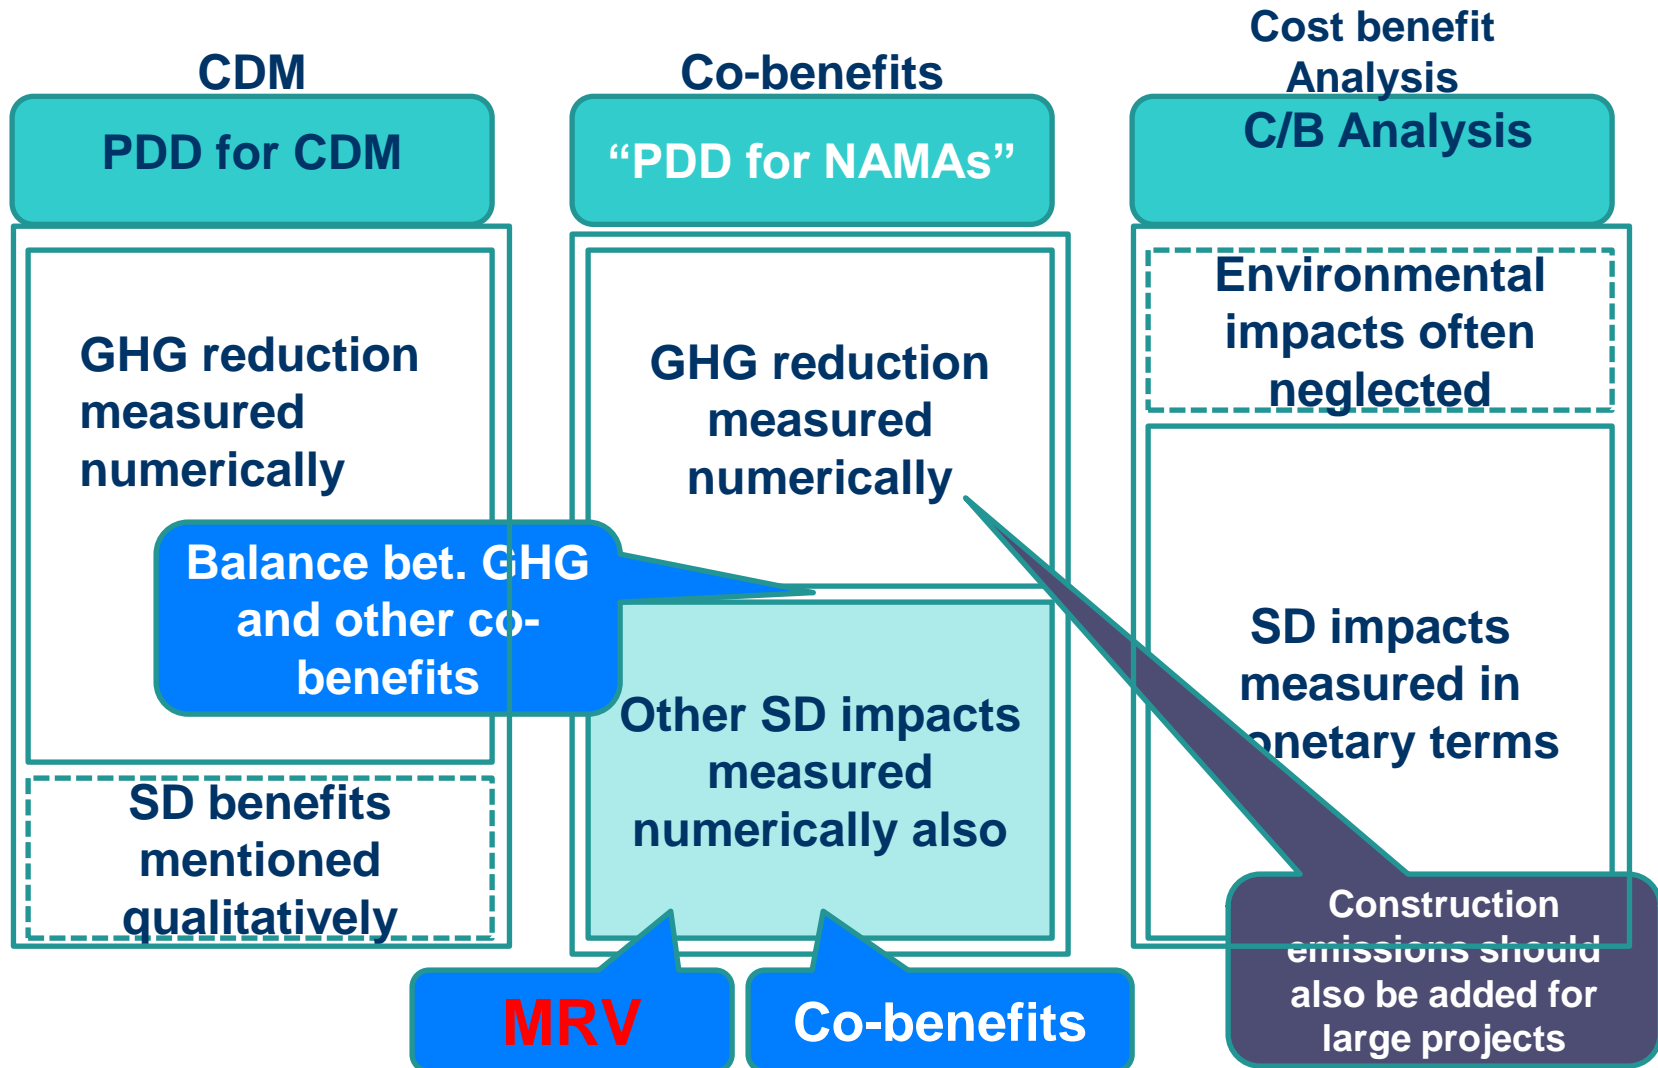 CDM
PDD for CDM
GHG reduction
measured
numerically
SD benefits
mentioned
qualitatively
Co-benefits
“PDD for NAMAs”
GHG reduction
measured
numerically
Balance bet. GHG
and other co-
benefits
Other SD impacts
measured
numerically also
MRV
Co-benefits
Cost benefit
Analysis
C/B Analysis
Environmental
impacts often
neglected
SD impacts
measured in
onetary terms
Construction
emissions should
also be added for
large projects